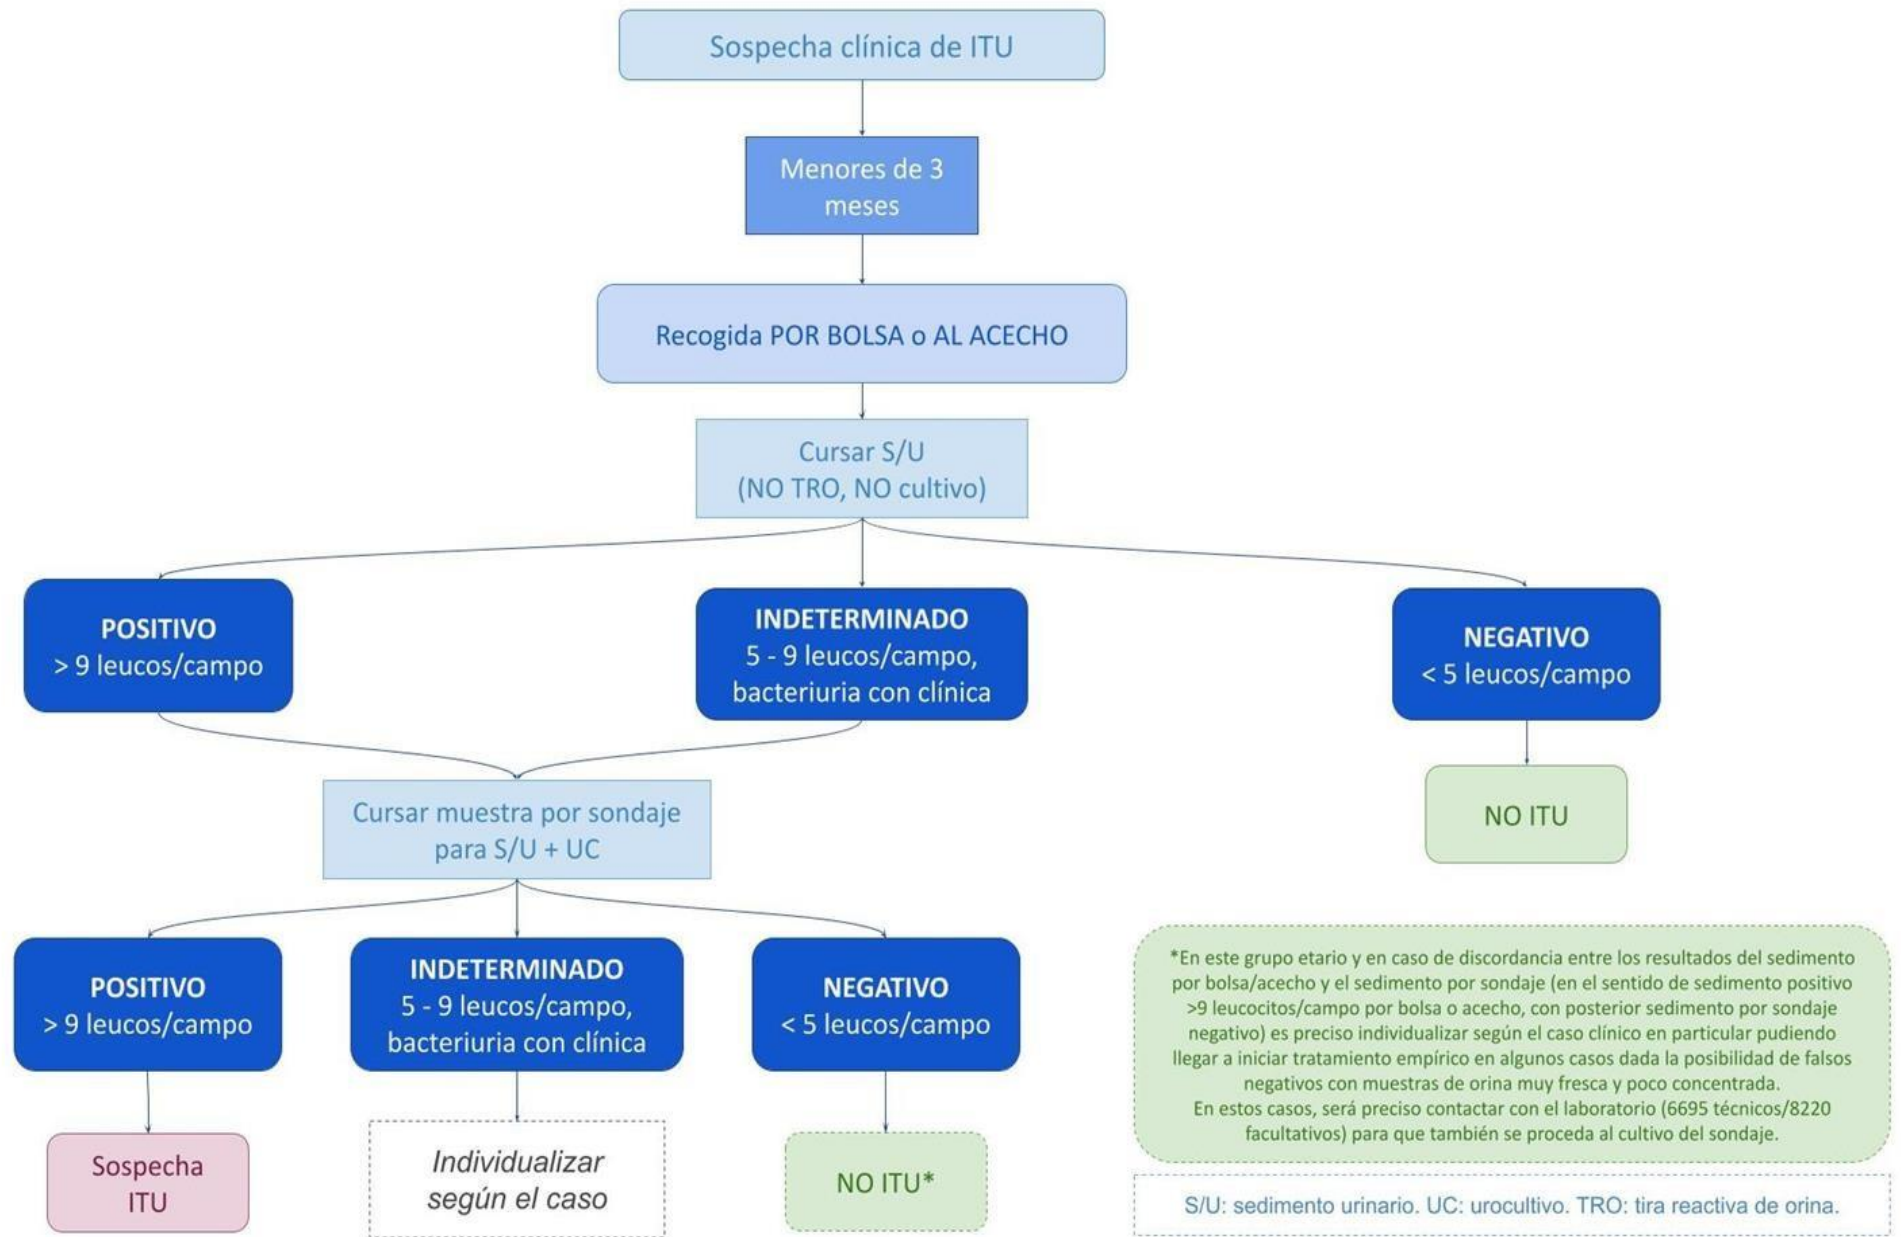 Sospecha clínica de ITU
Menores de 3
meses
Recogida POR BOLSA o AL ACECHO
Cursar S/U
(NO TRO, NO cultivo)
POSITIVO
> 9 leucos/campo
INDETERMINADO
5 - 9 leucos/campo,
bacteriuria con clínica
NEGATIVO
< 5 leucos/campo
Cursar muestra por sondaje
para S/U + UC
NO ITU
POSITIVO
> 9 leucos/campo
INDETERMINADO
5 - 9 leucos/campo,
bacteriuria con clínica
NEGATIVO
< 5 leucos/campo
Sospecha
ITU
Individualizar
según el caso
NO ITU*
*En este grupo etario y en caso de discordancia entre los resultados del sedimento
por bolsa/acecho y el sedimento por sondaje (en el sentido de sedimento positivo
>9 leucocitos/campo por bolsa o acecho, con posterior sedimento por sondaje
negativo) es preciso individualizar según el caso clínico en particular pudiendo
llegar a iniciar tratamiento empírico en algunos casos dada la posibilidad de falsos
negativos con muestras de orina muy fresca y poco concentrada.
En estos casos, será preciso contactar con el laboratorio (6695 técnicos/8220
facultativos) para que también se proceda al cultivo del sondaje.
S/U: sedimento urinario. UC: urocultivo. TRO: tira reactiva de orina.